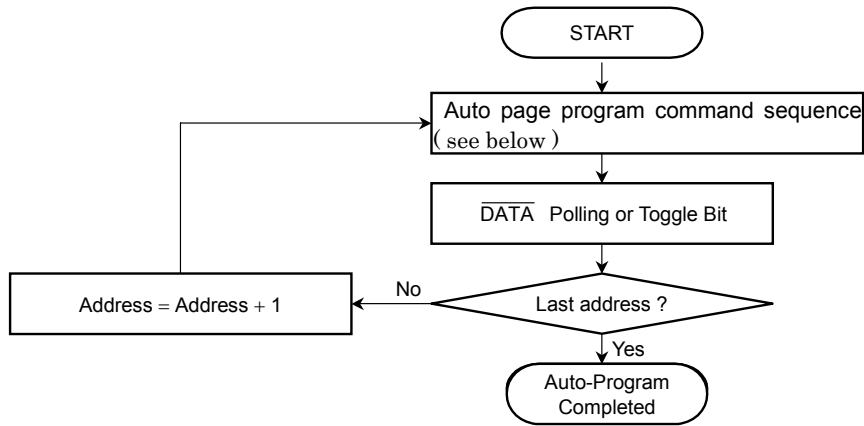 START
Auto page program command sequence
( see below )
DATA Polling or Toggle Bit
Last address ?
No
Address = Address + 1
Yes
Auto-Program
Completed